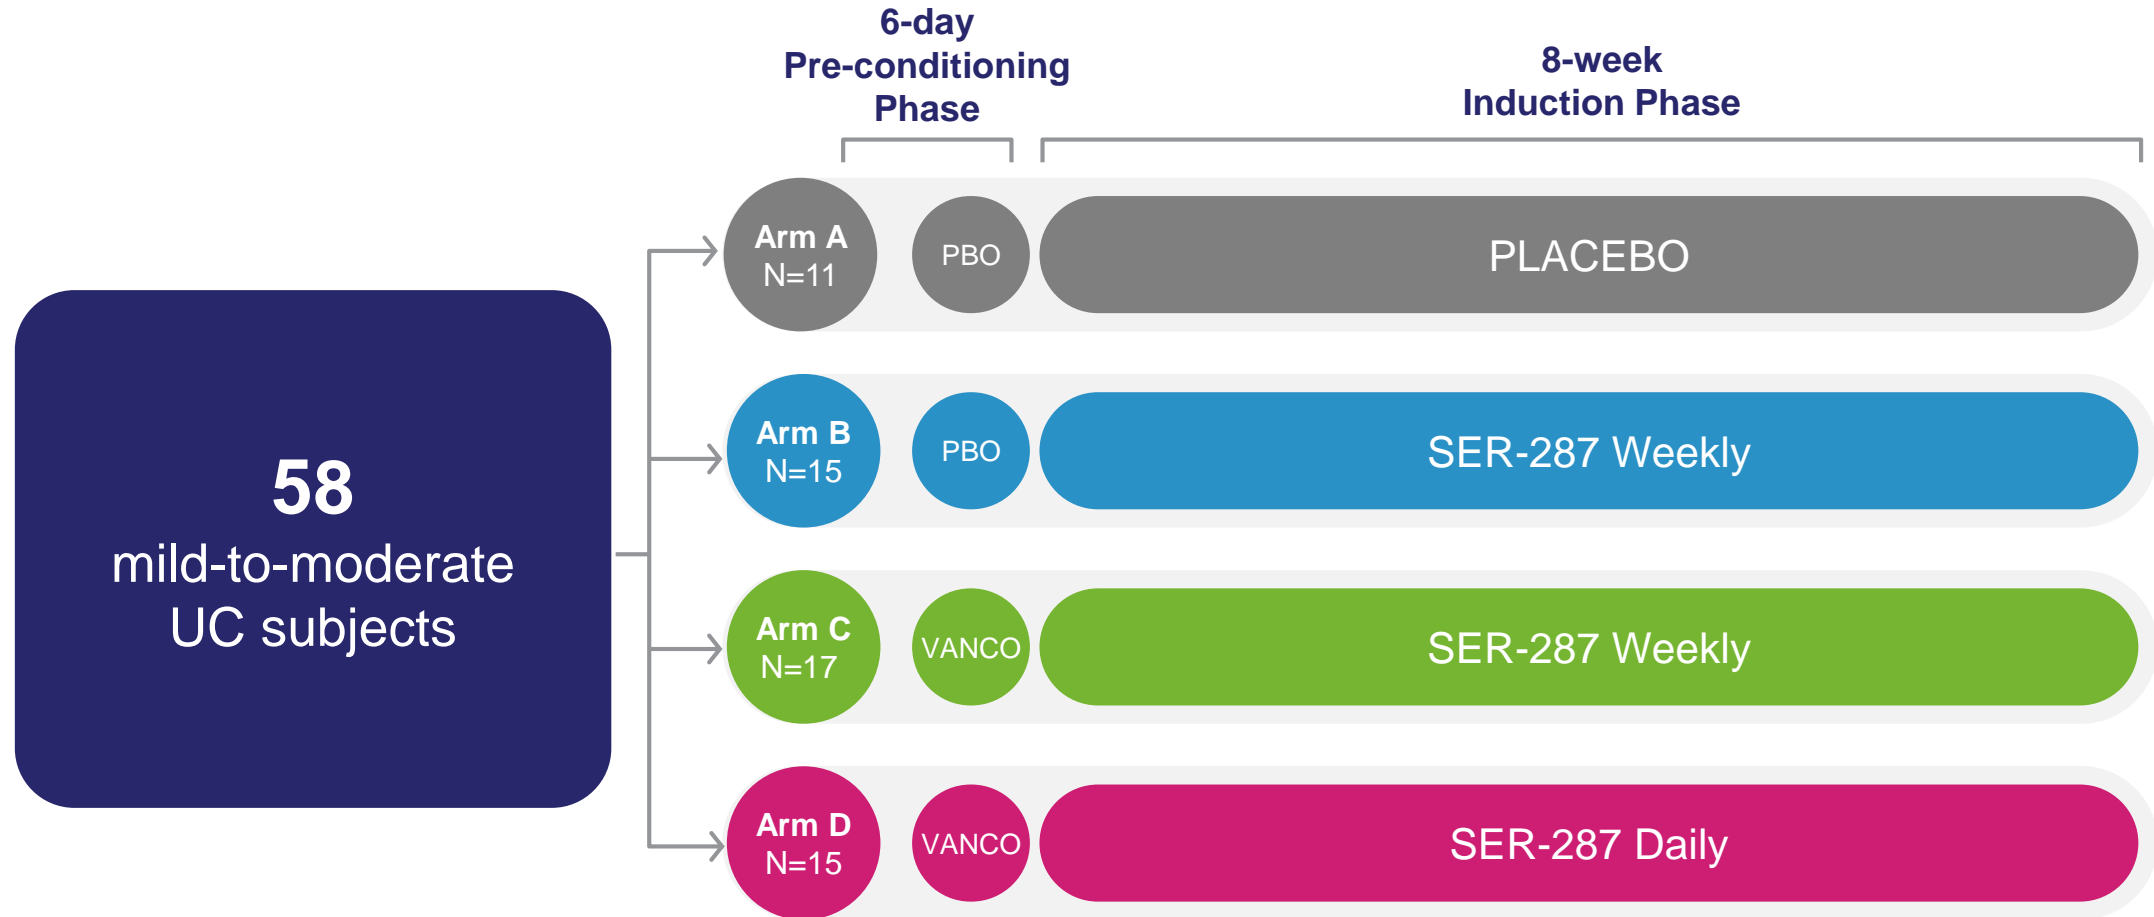 6-day
Pre-conditioning
Phase
8-week
Induction Phase
58
mild-to-moderate
UC subjects
Arm A
N=11
PBO
PLACEBO
Arm B
N=15
PBO
SER-287 Weekly
Arm C
N=17
VANCO
SER-287 Weekly
Arm D
N=15
VANCO
SER-287 Daily